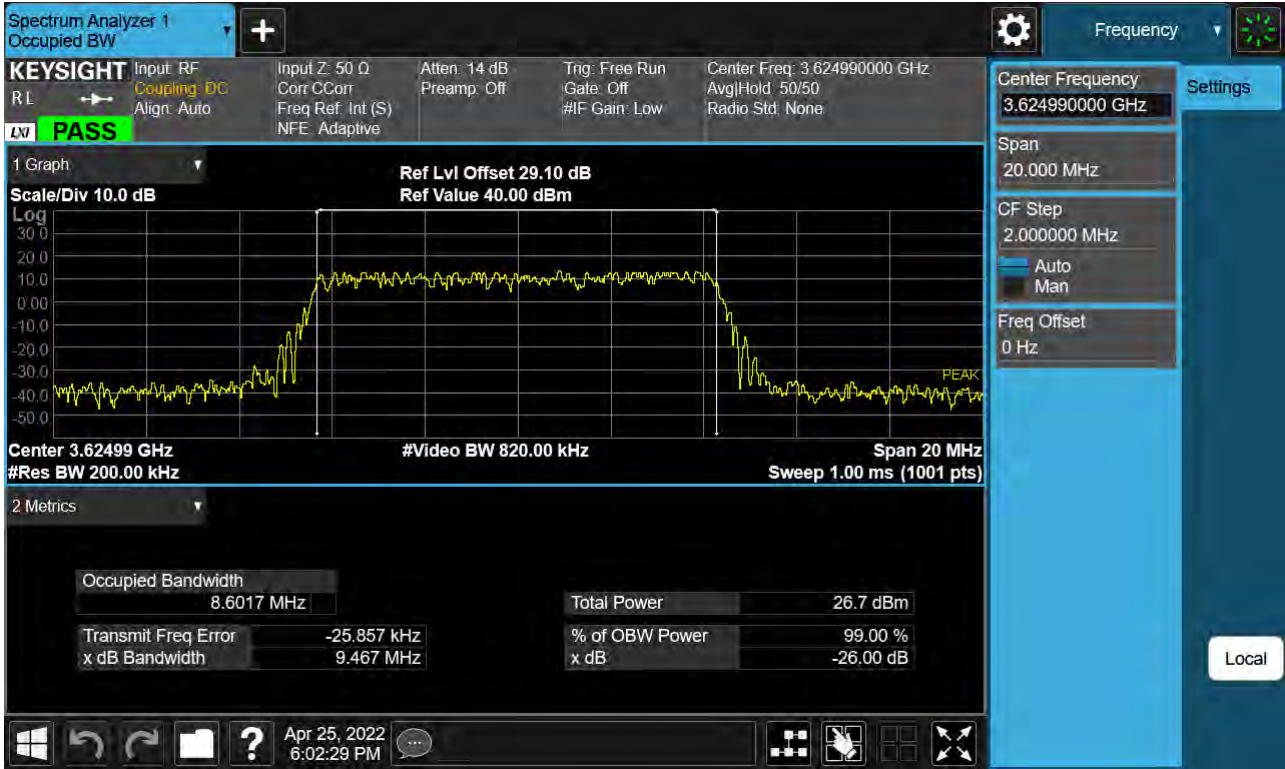 Spectrum Analyzer 1
Occupied BW
Frequency
KEYSIGHT
RL
LXI
PASS
Input: RF
Coupling: DC
Align: Auto
Input Z: 50 Ω
Corr CCorr
Freq Ref: Int (S)
NFE: Adaptive
Atten: 14 dB
Preamp: Off
Trig: Free Run
Gate: Off
#IF Gain: Low
Center Freq: 3.624990000 GHz
Avg|Hold: 50/50
Radio Std: None
1 Graph
Scale/Div 10.0 dB
Ref Lvl Offset 29.10 dB
Ref Value 40.00 dBm
Log
30.0
20.0
10.0
0.00
-10.0
-20.0
-30.0
-40.0
-50.0
PEAK
Center 3.62499 GHz
#Video BW 820.00 kHz
Span 20 MHz
#Res BW 200.00 kHz
Sweep 1.00 ms (1001 pts)
2 Metrics
Occupied Bandwidth
8.6017 MHz
Total Power 26.7 dBm
Transmit Freq Error -25.857 kHz
% of OBW Power 99.00 %
x dB Bandwidth 9.467 MHz
x dB -26.00 dB
Center Frequency
3.624990000 GHz
Settings
Span
20.000 MHz
CF Step
2.000000 MHz
Auto
Man
Freq Offset
0 Hz
Local
?
Apr 25, 2022
6:02:29 PM